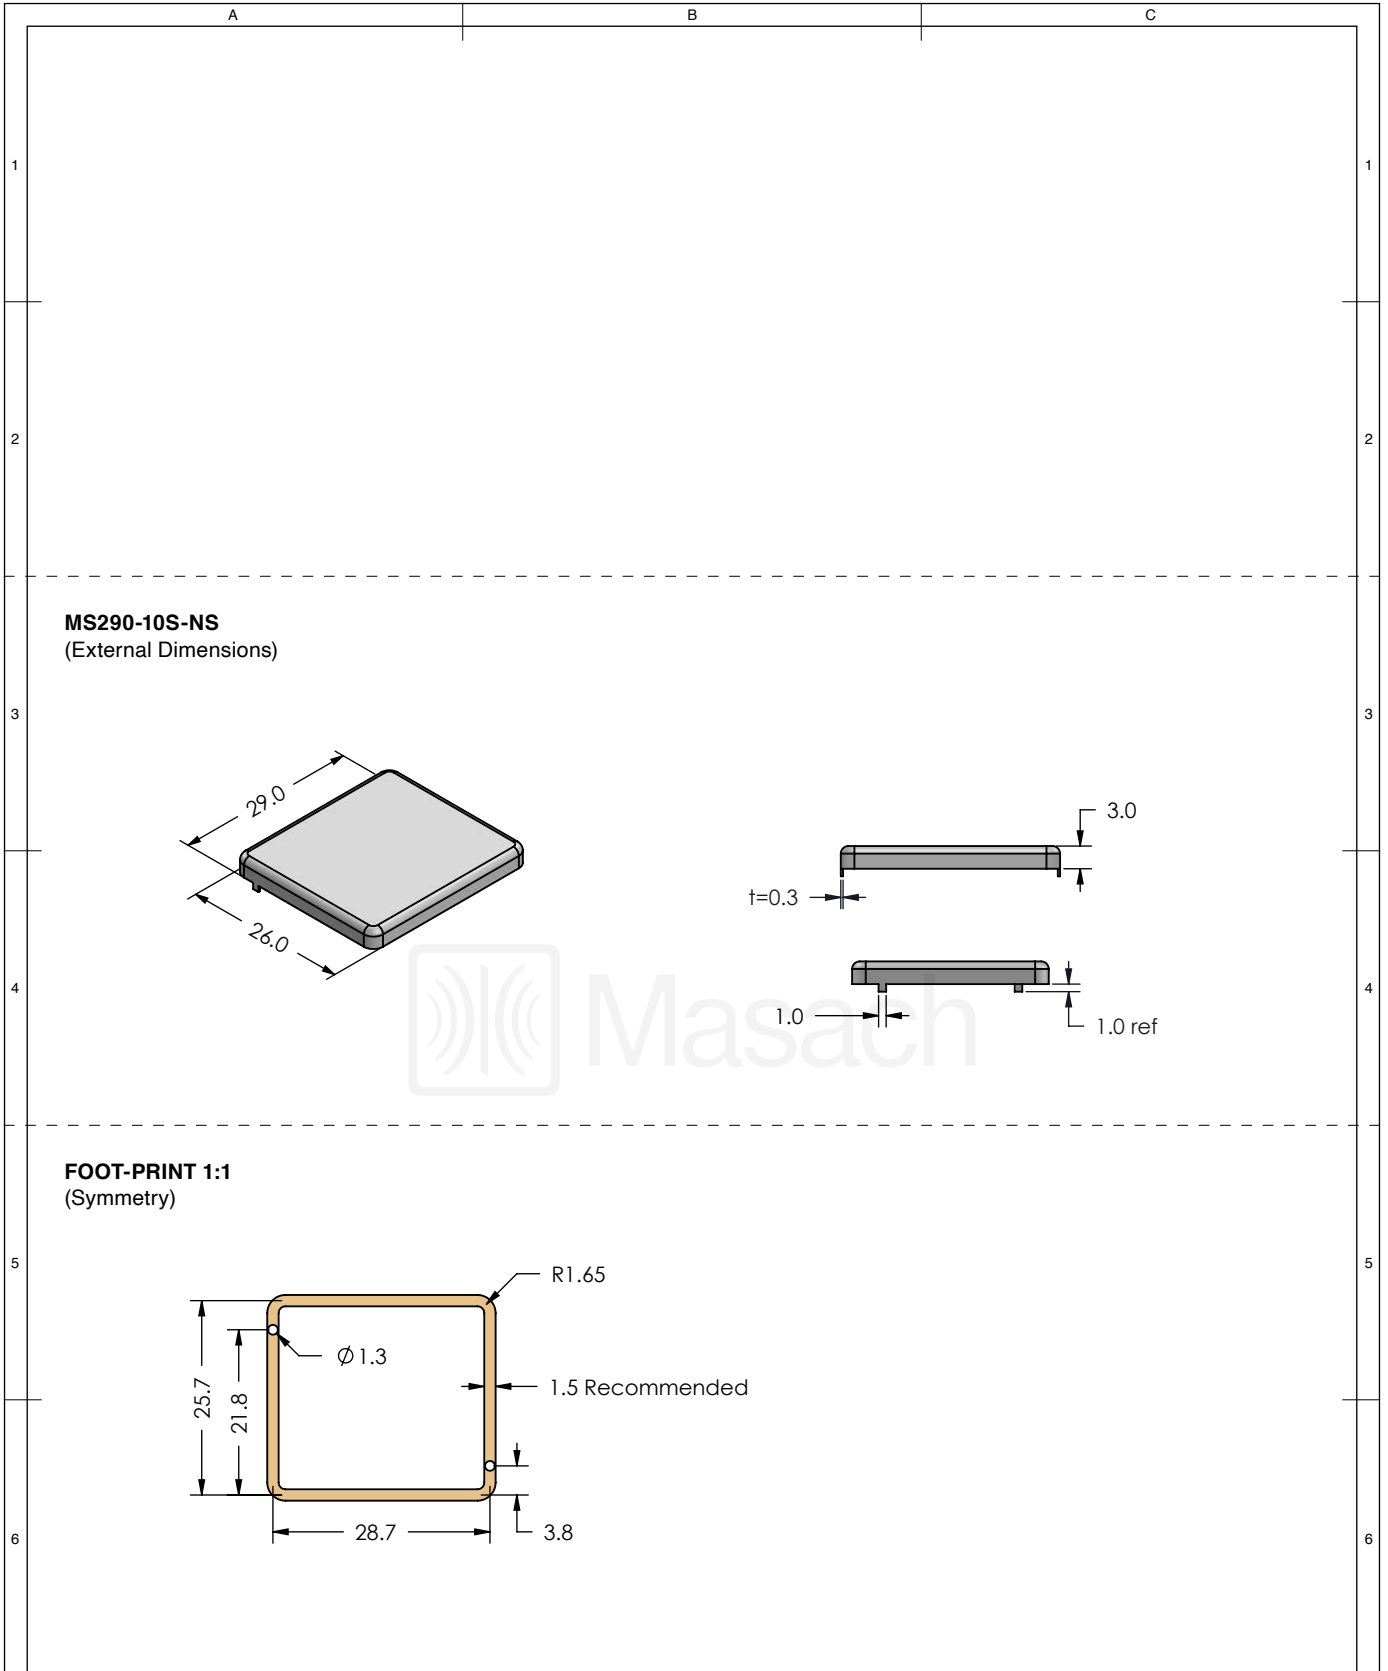 A
B
C
1
1
2
2
MS290-10S-NS
(External Dimensions)
3
3
29.0
26.0
3.0
t=0.3
4
4
1.0
1.0 ref
Masach
FOOT-PRINT 1:1
(Symmetry)
5
5
R1.65
Ø1.3
1.5 Recommended
25.7
21.8
28.7
3.8
6
6